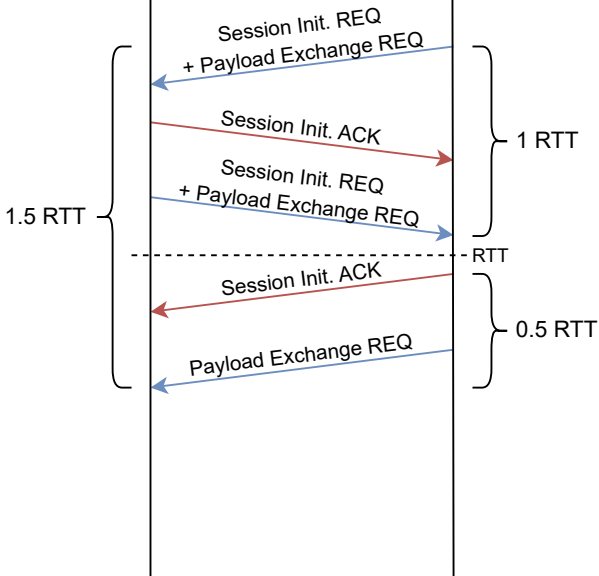 Session Init. REQ
+ Payload Exchange REQ
Session Init. ACK
1 RTT
Session Init. REQ
+ Payload Exchange REQ
1.5 RTT
RTT
Session Init. ACK
0.5 RTT
Payload Exchange REQ